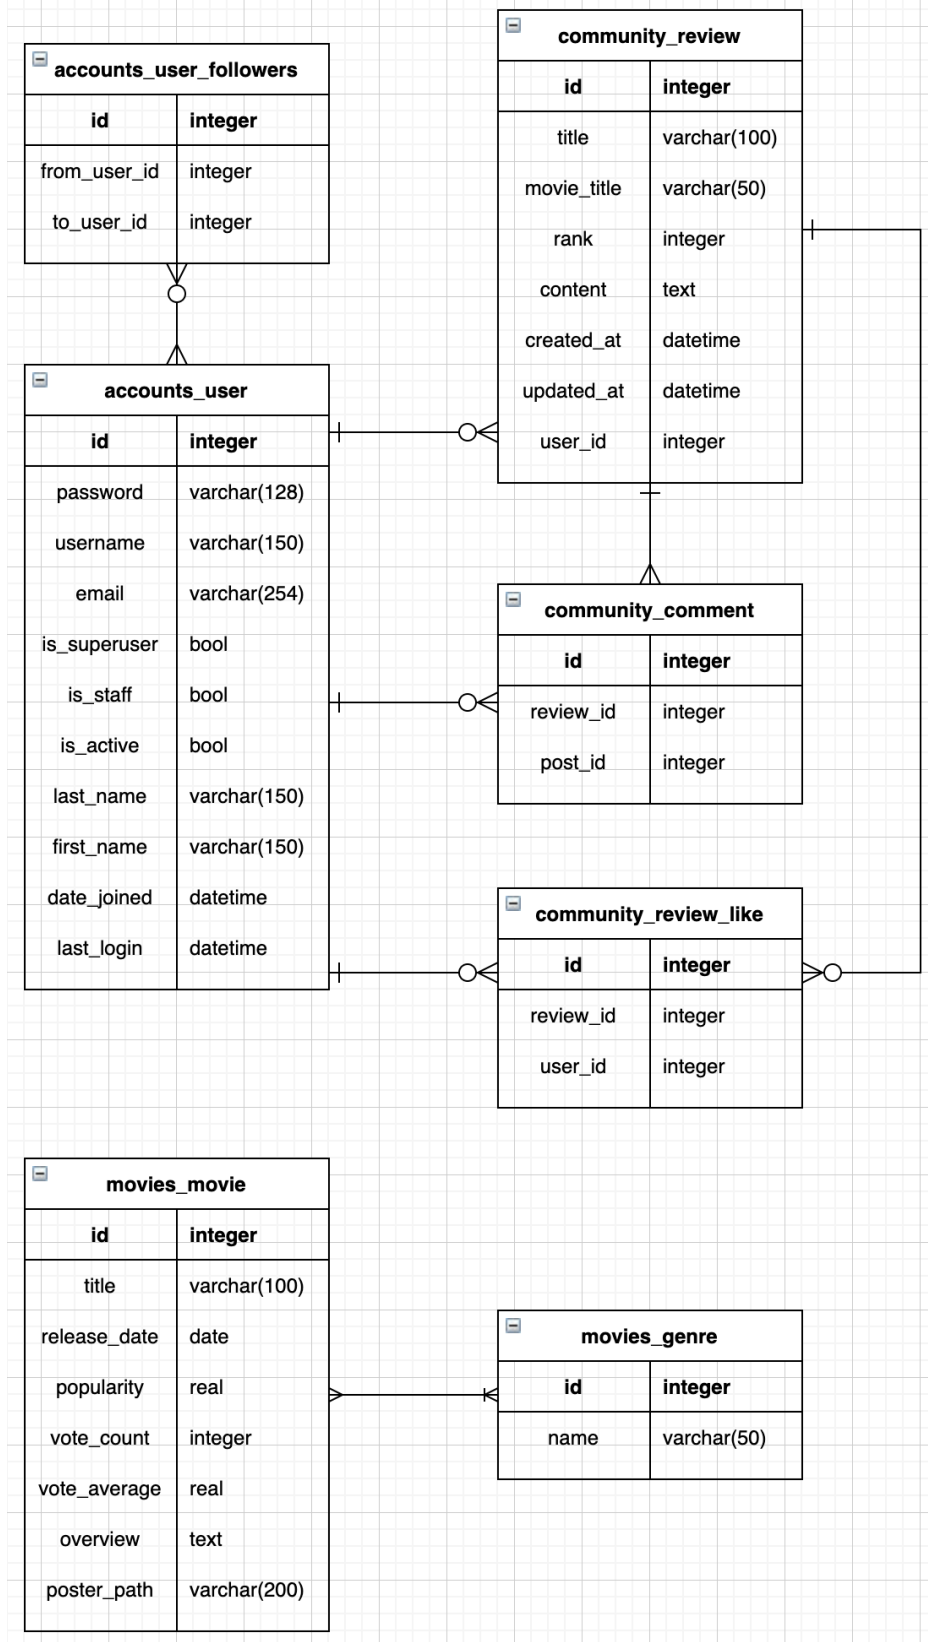 accounts_user_followers
id integer
from_user_id integer
to_user_id integer
accounts_user
id integer
password varchar(128)
username varchar(150)
email varchar(254)
is_superuser bool
is_staff bool
is_active bool
last_name varchar(150)
first_name varchar(150)
date_joined datetime
last_login datetime
community_review
id integer
title varchar(100)
movie_title varchar(50)
rank integer
content text
created_at datetime
updated_at datetime
user_id integer
community_comment
id integer
review_id integer
post_id integer
community_review_like
id integer
review_id integer
user_id integer
movies_movie
id integer
title varchar(100)
release_date date
popularity real
vote_count integer
vote_average real
overview text
poster_path varchar(200)
movies_genre
id integer
name varchar(50)